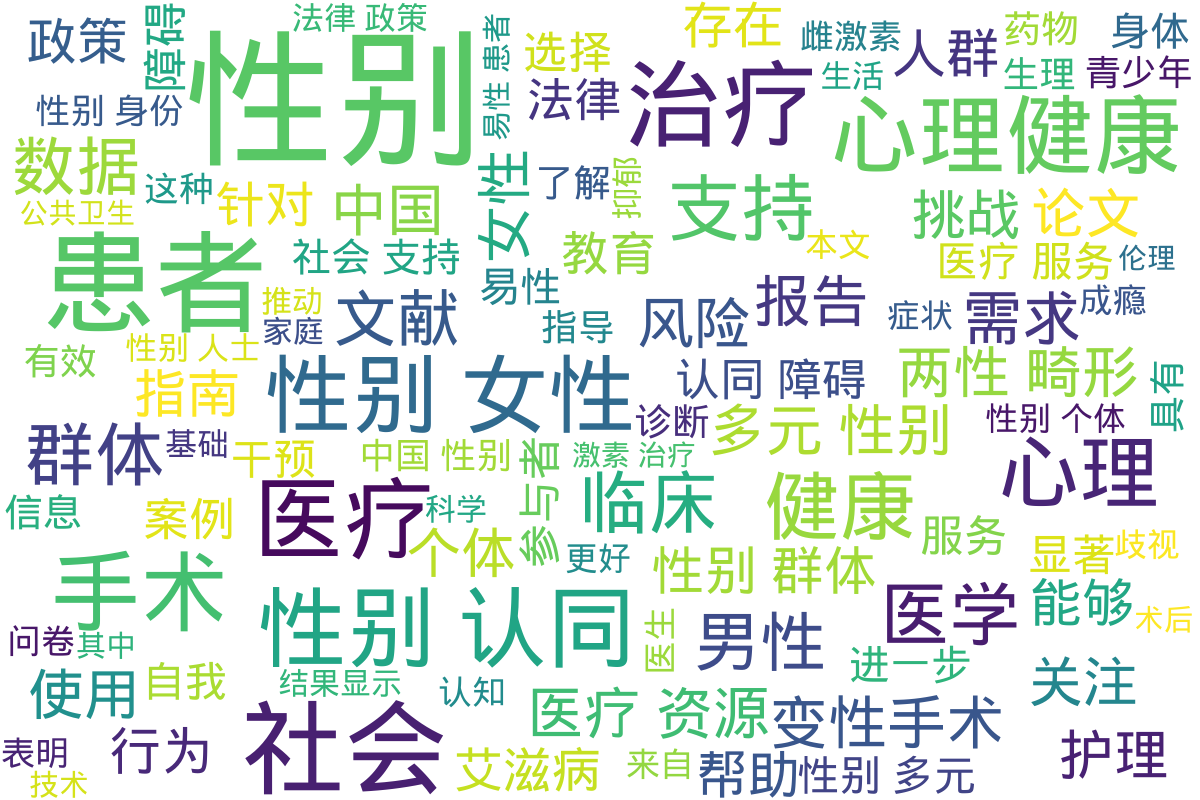 政策
障碍
法律 政策
易性 患者
选择
存在
雌激素
人群
药物
身体
性别
治疗
生活
生理
青少年
性别 身份
法律
心理健康
数据
这种
针对
中国
女性
了解
抑郁
支持
挑战
论文
公共卫生
患者
社会 支持
易性
教育
本文
医疗 服务
伦理
推动
家庭
文献
指导
风险
报告
症状
需求
成瘾
有效
性别 人士
指南
性别 女性
认同 障碍
两性 畸形
具有
群体
基础
干预
中国 性别
参与者
激素 治疗
诊断
多元 性别
性别 个体
心理
信息
案例
医疗
科学
个体
临床
更好
健康
服务
显著
歧视
手术
性别 认同
性别 群体
医学
能够
术后
问卷
其中
医生
男性
进一步
使用
自我
结果显示
认知
医疗 资源
变性手术
关注
表明
行为
社会
艾滋病
来自
帮助
性别 多元
护理
技术